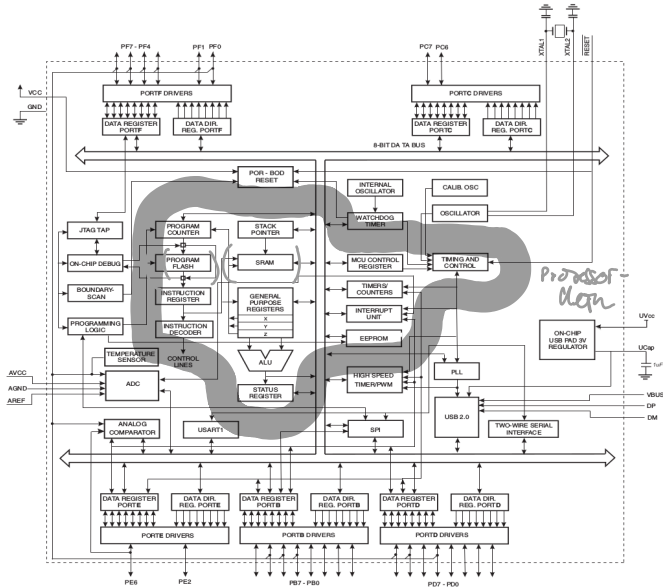 XTAL1
XTAL2
RESET
PF7 - PF4
PF1
PF0
PC7
PC6
VCC
GND
PORTF DRIVERS
PORTC DRIVERS
DATA REGISTER
PORTF
DATA DIR.
REG. PORTF
DATA REGISTER
PORTC
DATA DIR.
REG. PORTC
8-BIT DA TA BUS
POR - BOD
RESET
INTERNAL
OSCILLATOR
CALIB. OSC
WATCHDOG
TIMER
OSCILLATOR
JTAG TAP
PROGRAM
COUNTER
STACK
POINTER
ON-CHIP DEBUG
PROGRAM
FLASH
SRAM
MCU CONTROL
REGISTER
TIMING AND
CONTROL
BOUNDARY-
SCAN
INSTRUCTION
REGISTER
GENERAL
PURPOSE
REGISTERS
TIMERS/
COUNTERS
X
Y
Z
INTERRUPT
UNIT
PROGRAMMING
LOGIC
INSTRUCTION
DECODER
EEPROM
ON-CHIP
USB PAD 3V
REGULATOR
UVcc
UCap
1uF
TEMPERATURE
SENSOR
CONTROL
LINES
ALU
PLL
HIGH SPEED
TIMER/PWM
AVCC
AGND
AREF
ADC
STATUS
REGISTER
USB 2.0
VBUS
DP
DM
ANALOG
COMPARATOR
USART1
SPI
TWO-WIRE SERIAL
INTERFACE
DATA REGISTER
PORTE
DATA DIR.
REG. PORTE
DATA REGISTER
PORTB
DATA DIR.
REG. PORTB
DATA REGISTER
PORTD
DATA DIR.
REG. PORTD
PORTE DRIVERS
PORTB DRIVERS
PORTD DRIVERS
PE6
PE2
PB7 - PB0
PD7 - PD0